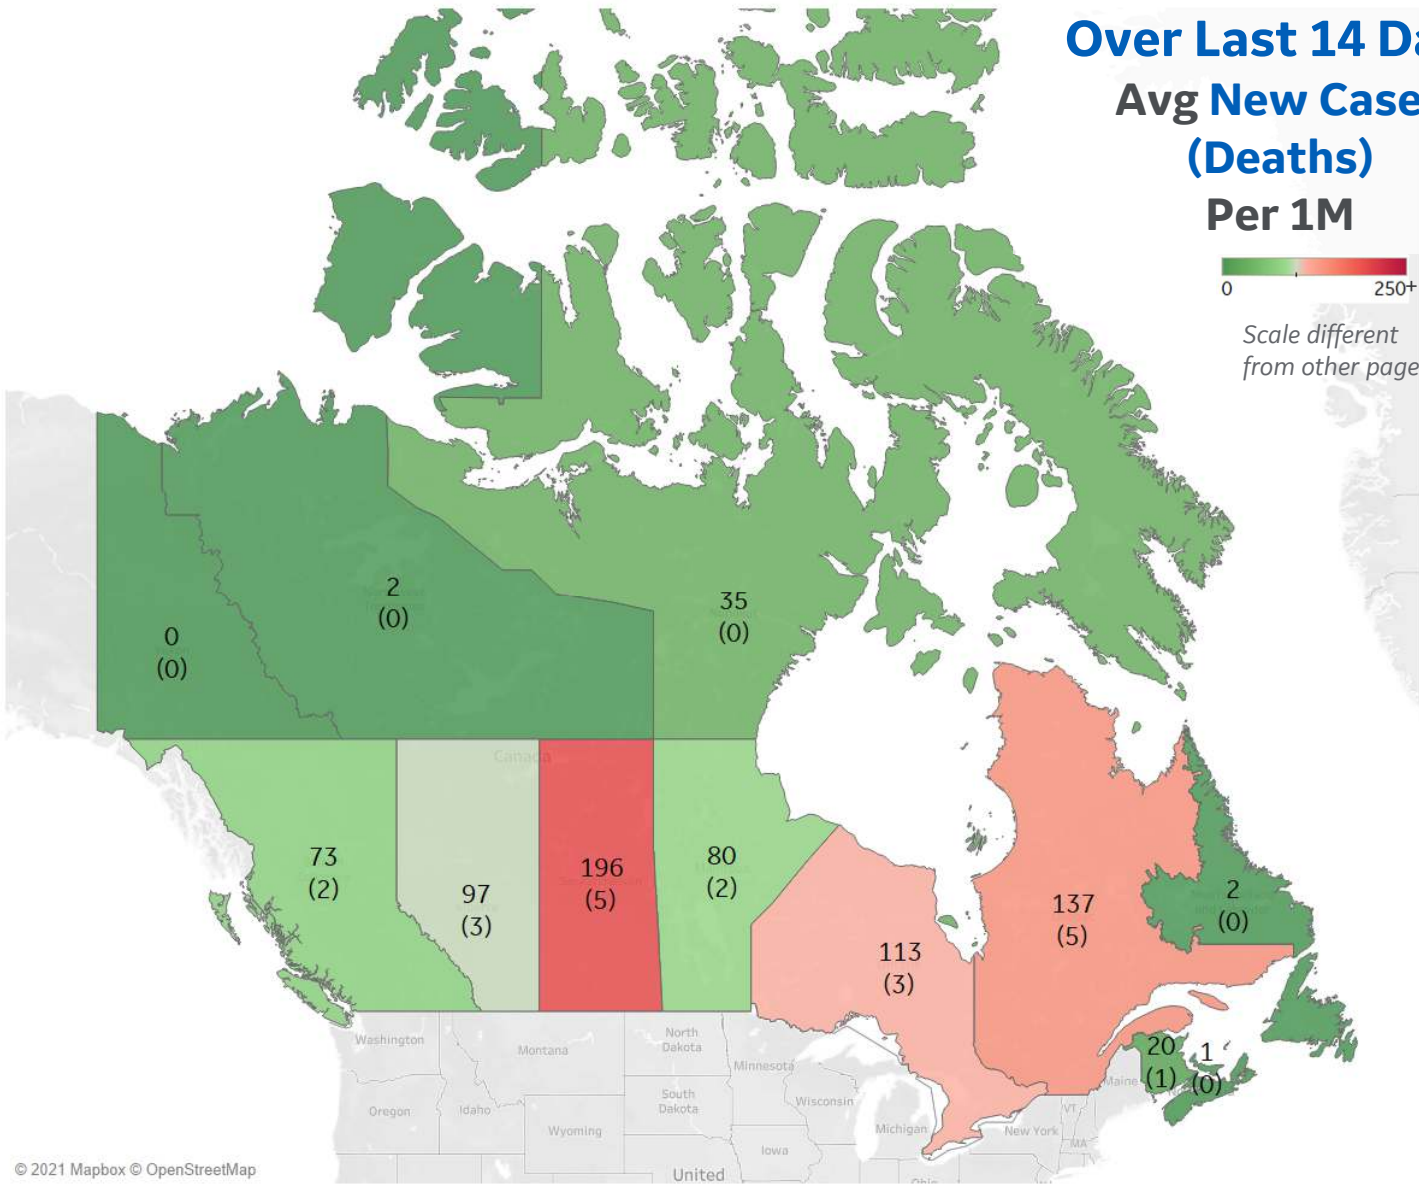 Over Last 14 Da
Avg New Case
(Deaths)
Per 1M
0
250+
Scale different
from other page
2
(0)
35
(0)
0
(0)
Canada
73
(2)
97
(3)
196
(5)
80
(2)
113
(3)
137
(5)
2
(0)
20
(1)
1
(0)
Washington
Montana
North
Dakota
Minnesota
Maine
Oregon
Idaho
South
Dakota
Wisconsin
Michigan
New York
VT
MA
Wyoming
Iowa
United
Ohio
© 2021 Mapbox © OpenStreetMap